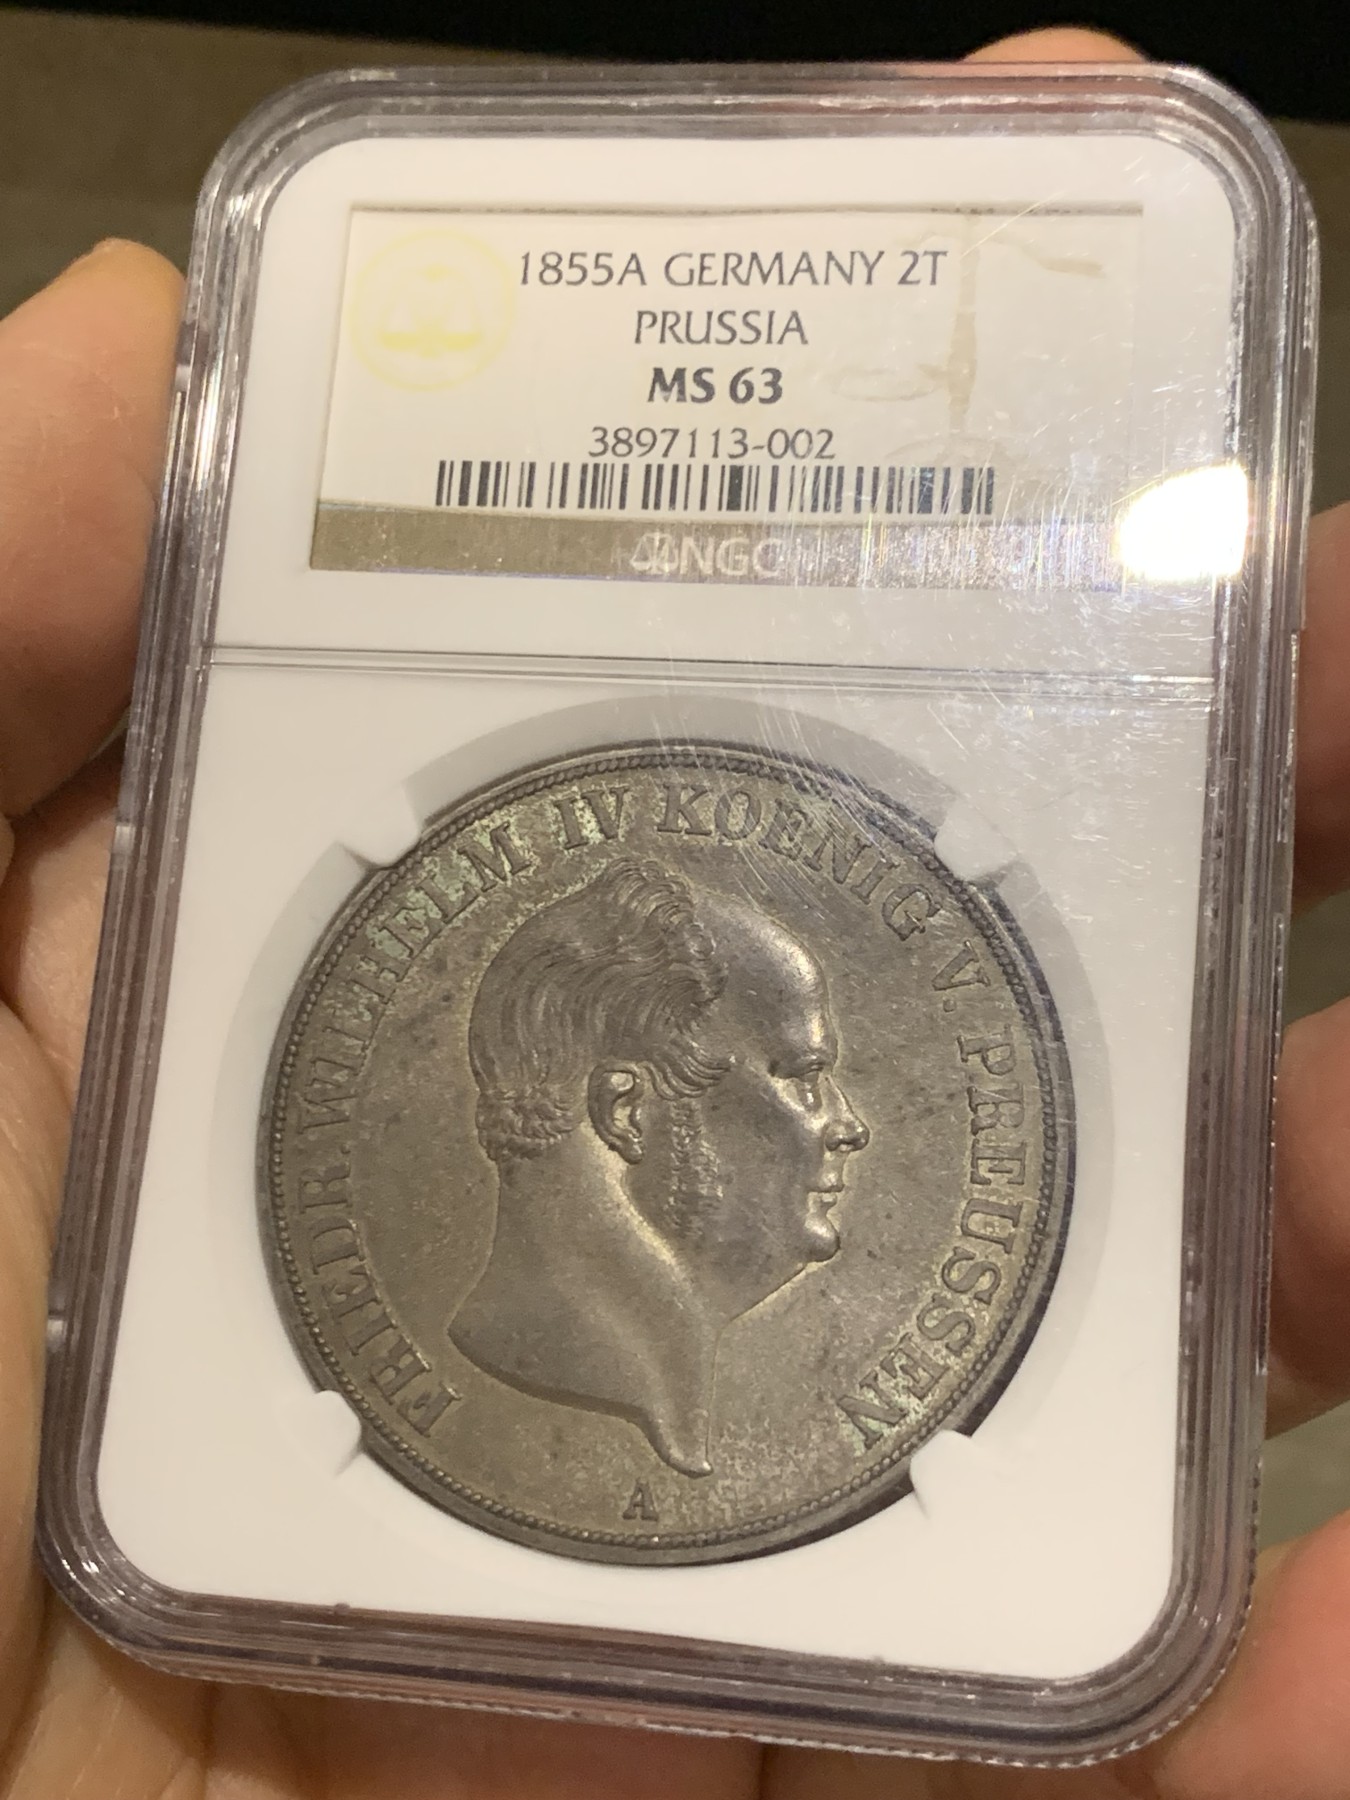 1855A GERMANY 2T
PRUSSIA
MS 63
3897113-002
NGC
FRIEDR. WILHELM IV KOENIG V. PREUSSEN
A